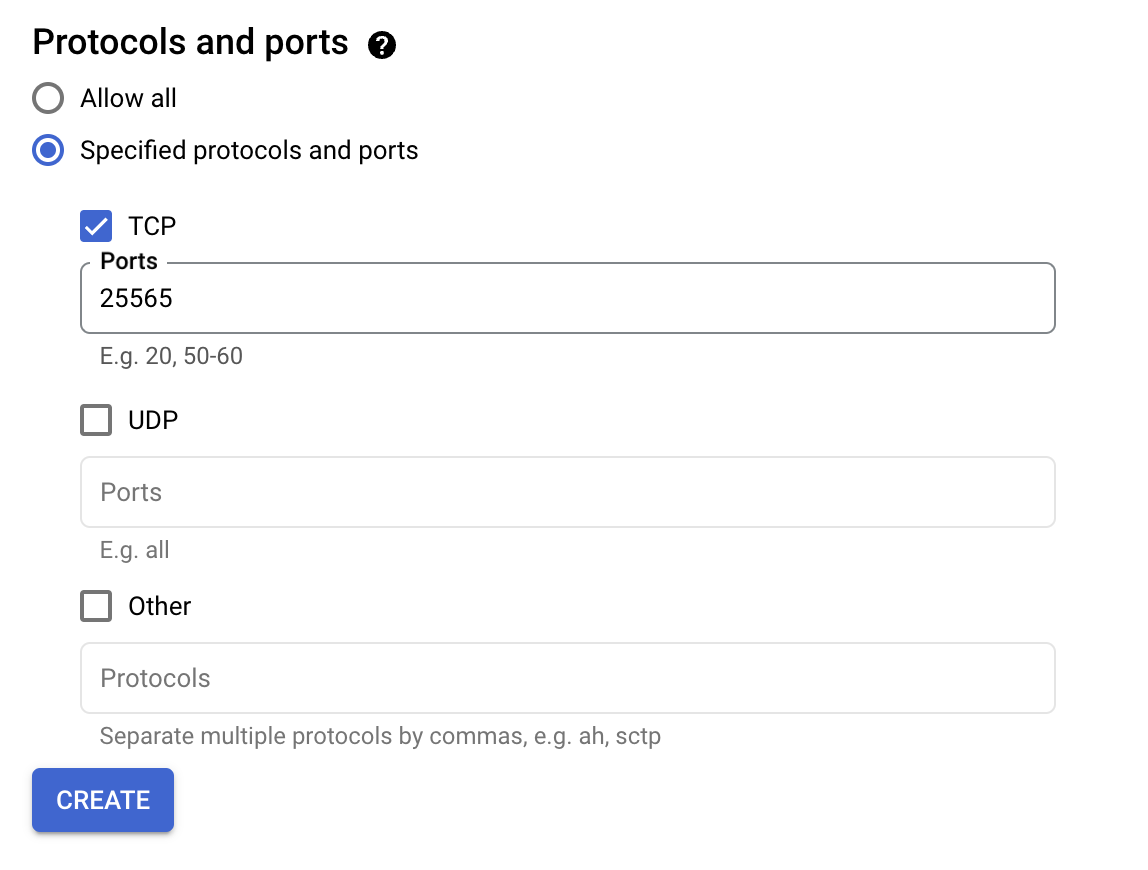 Protocols and ports
Allow all
Specified protocols and ports
TCP
Ports
25565
E.g. 20, 50-60
UDP
Ports
E.g. all
Other
Protocols
Separate multiple protocols by commas, e.g. ah, sctp
CREATE